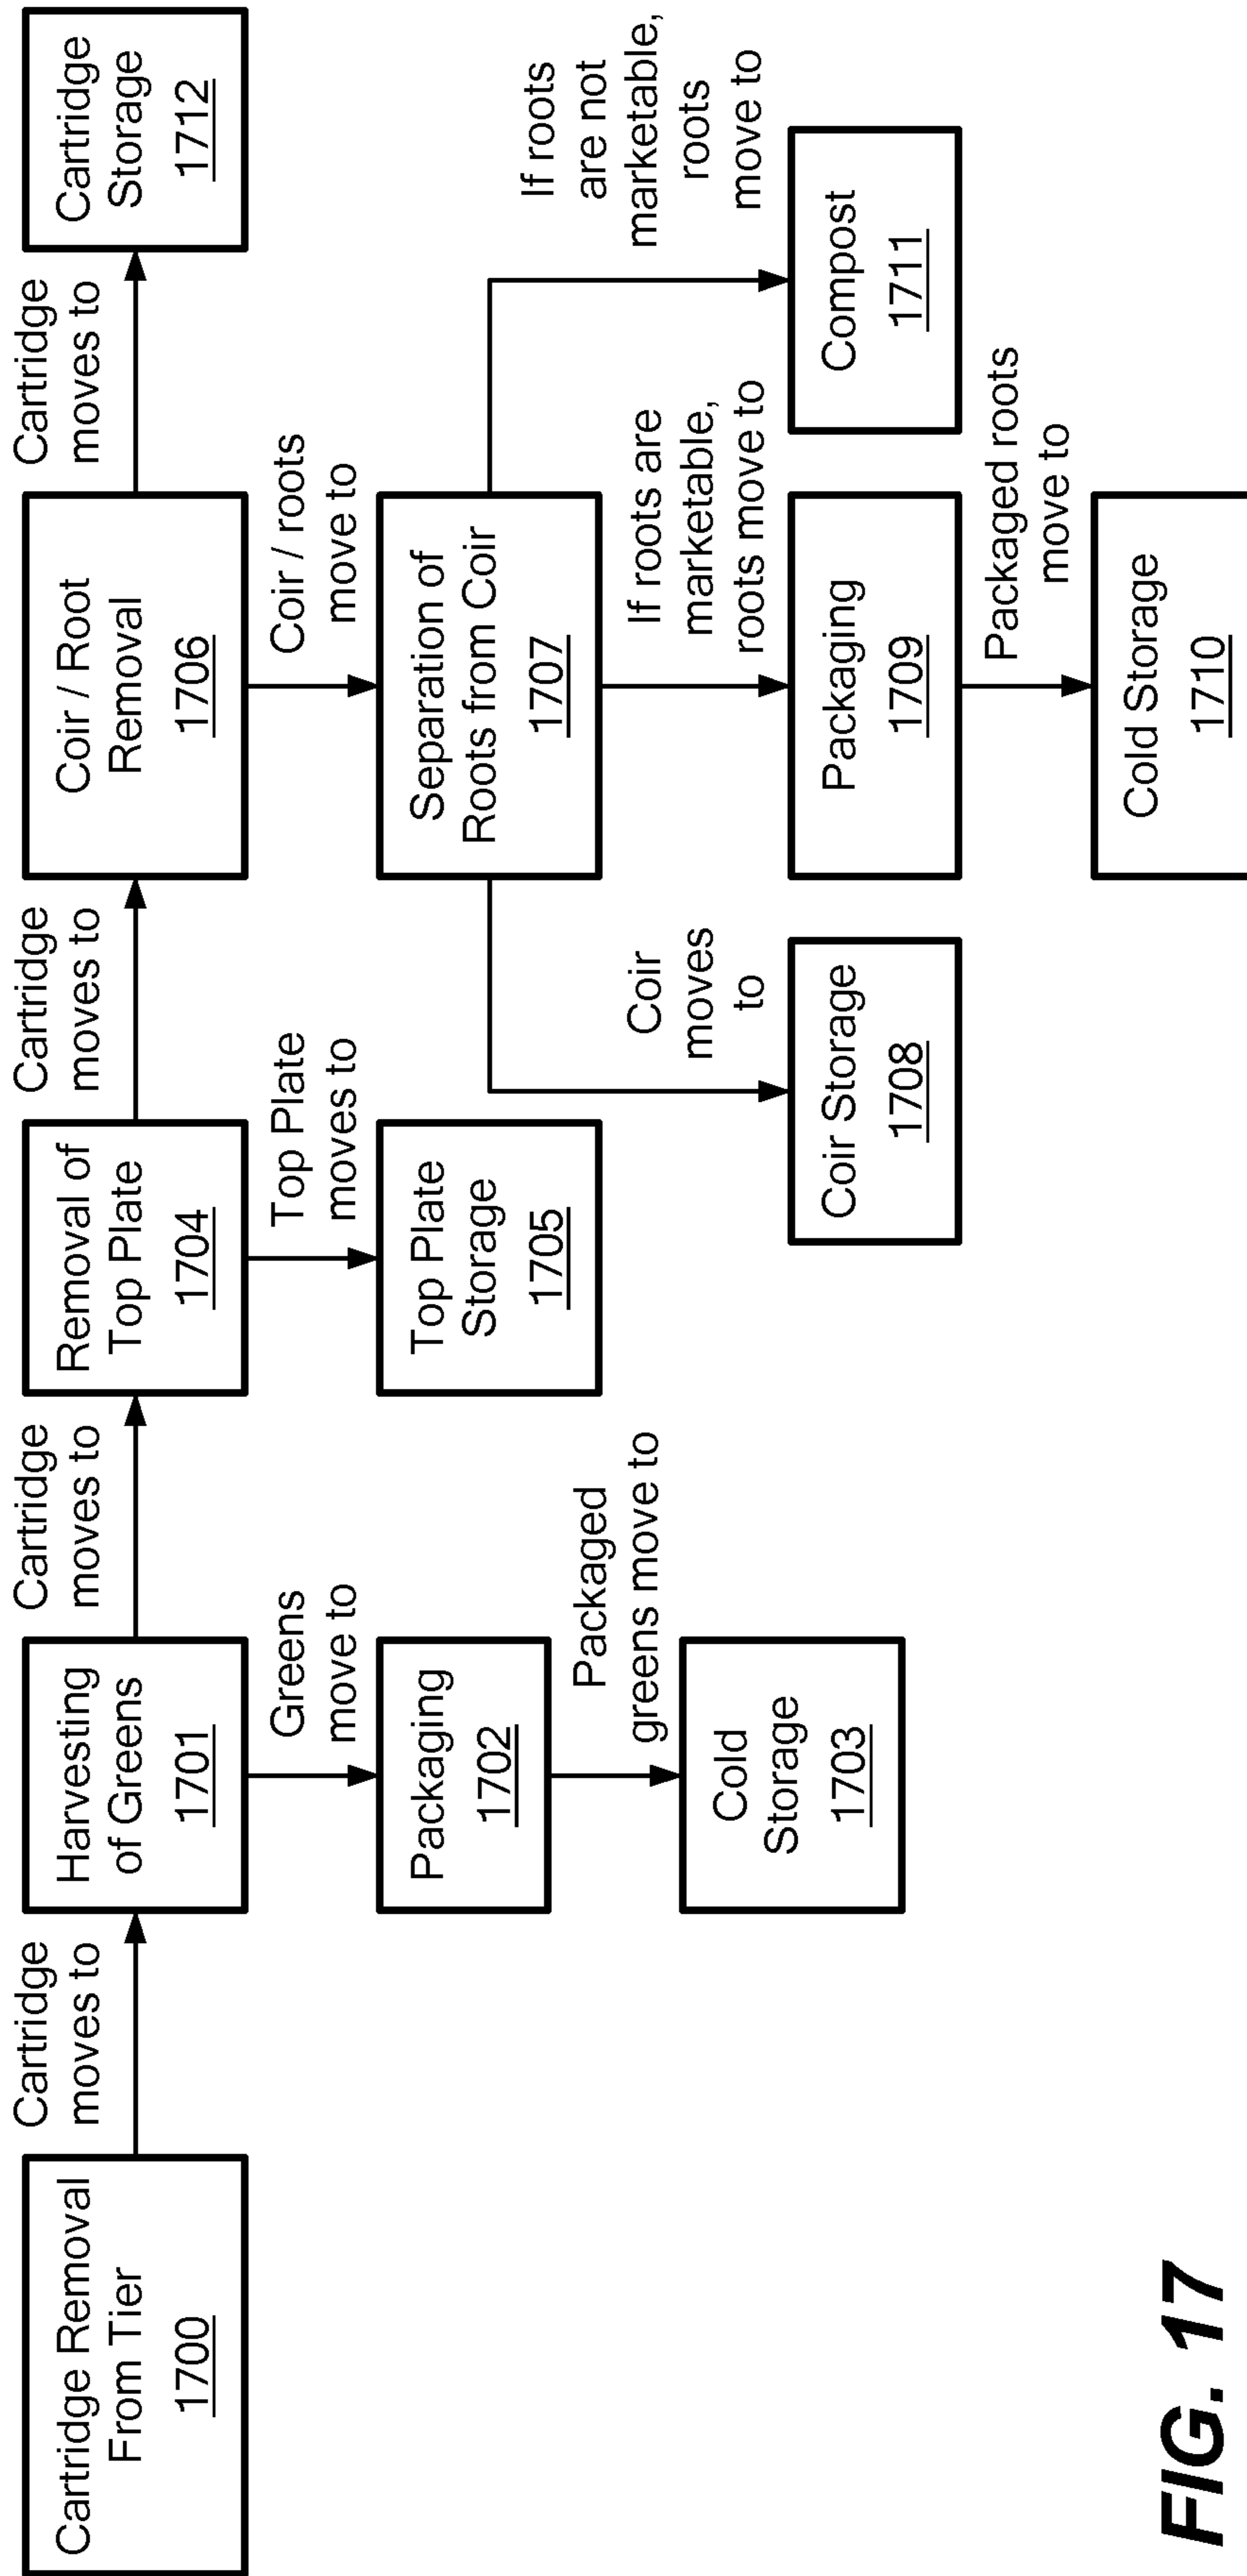 Cartridge Removal
From Tier
1700
Cartridge
moves to
Harvesting
of Greens
1701
Cartridge
moves to
Removal of
Top Plate
1704
Cartridge
moves to
Coir / Root
Removal
1706
Cartridge
moves to
Cartridge
Storage
1712
Greens
move to
Packaging
1702
Packaged
greens move to
Cold
Storage
1703
Top Plate
moves to
Top Plate
Storage
1705
Coir / roots
move to
Separation of
Roots from Coir
1707
Coir
moves
to
Coir Storage
1708
If roots are
marketable,
roots move to
Packaging
1709
Packaged roots
move to
Cold Storage
1710
If roots
are not
marketable,
roots
move to
Compost
1711
FIG. 17